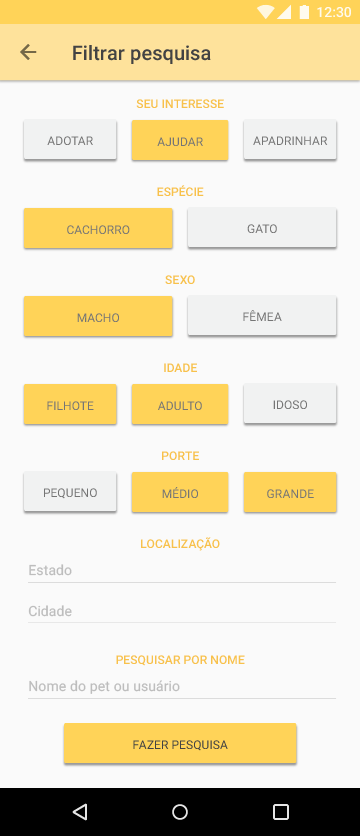 12:30
Filtrar pesquisa
SEU INTERESSE
ADOTAR AJUDAR APADRINHAR
ESPÉCIE
CACHORRO GATO
SEXO
MACHO FÊMEA
IDADE
FILHOTE ADULTO IDOSO
PORTE
PEQUENO MÉDIO GRANDE
LOCALIZAÇÃO
Estado
Cidade
PESQUISAR POR NOME
Nome do pet ou usuário
FAZER PESQUISA